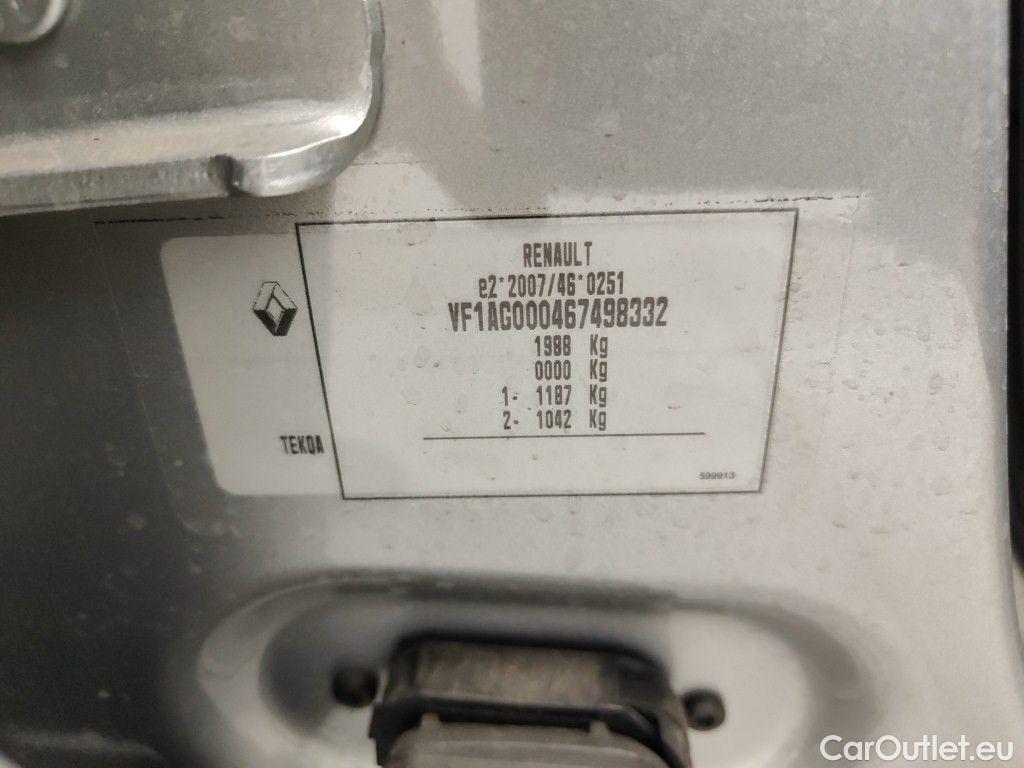 RENAULT
e2*2007/46*0251
VF1AG000467498332
1988 Kg
0000 Kg
1- 1187 Kg
2- 1042 Kg
TEKQA
599913
CarOutlet.eu